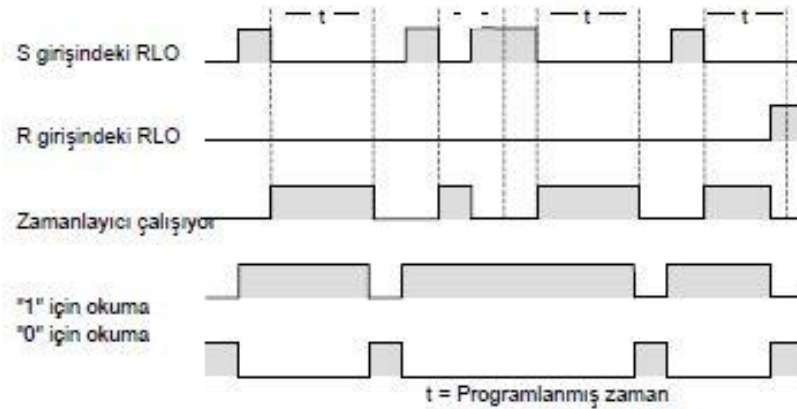 t t t
S girişindeki RLO
R girişindeki RLO
Zamanlayıcı çalışıyor
"1" için okuma
"0" için okuma
t = Programlanmış zaman